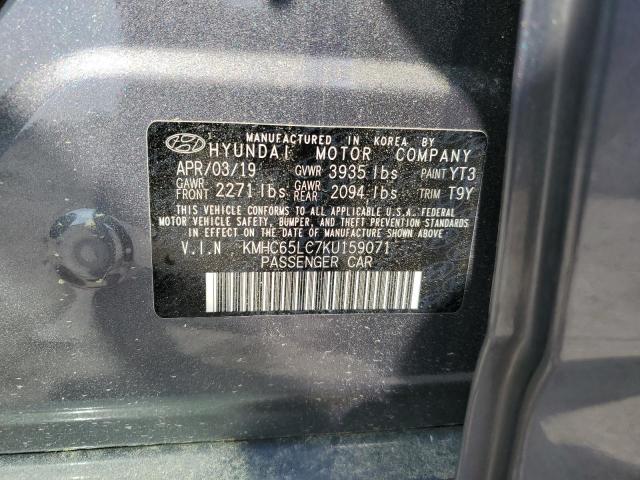 MANUFACTURED IN KOREA BY
HYUNDAI MOTOR COMPANY
APR/03/19 GVWR 3935 lbs PAINT YT3
GAWR FRONT 2271 lbs GAWR REAR 2094 lbs TRIM T9Y
THIS VEHICLE CONFORMS TO ALL APPLICABLE U.S.A. FEDERAL
MOTOR VEHICLE SAFETY, BUMPER, AND THEFT PREVENTION STANDARDS
IN EFFECT ON THE DATE OF MANUFACTURE SHOWN ABOVE.
V.I.N KMHC65LC7KU159071
PASSENGER CAR